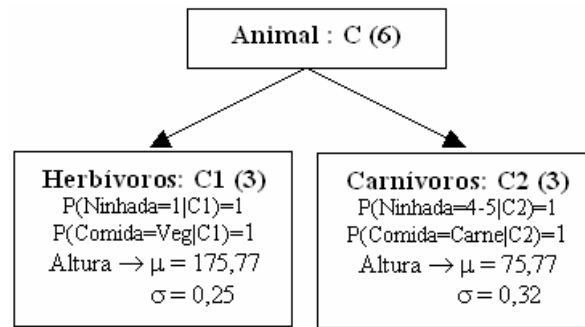 Animal : C (6)
Herbívoros: C1 (3)
P(Ninhada=1|C1)=1
P(Comida=Veg|C1)=1
Altura → μ = 175,77
σ = 0,25
Carnívoros: C2 (3)
P(Ninhada=4-5|C2)=1
P(Comida=Carne|C2)=1
Altura → μ = 75,77
σ = 0,32